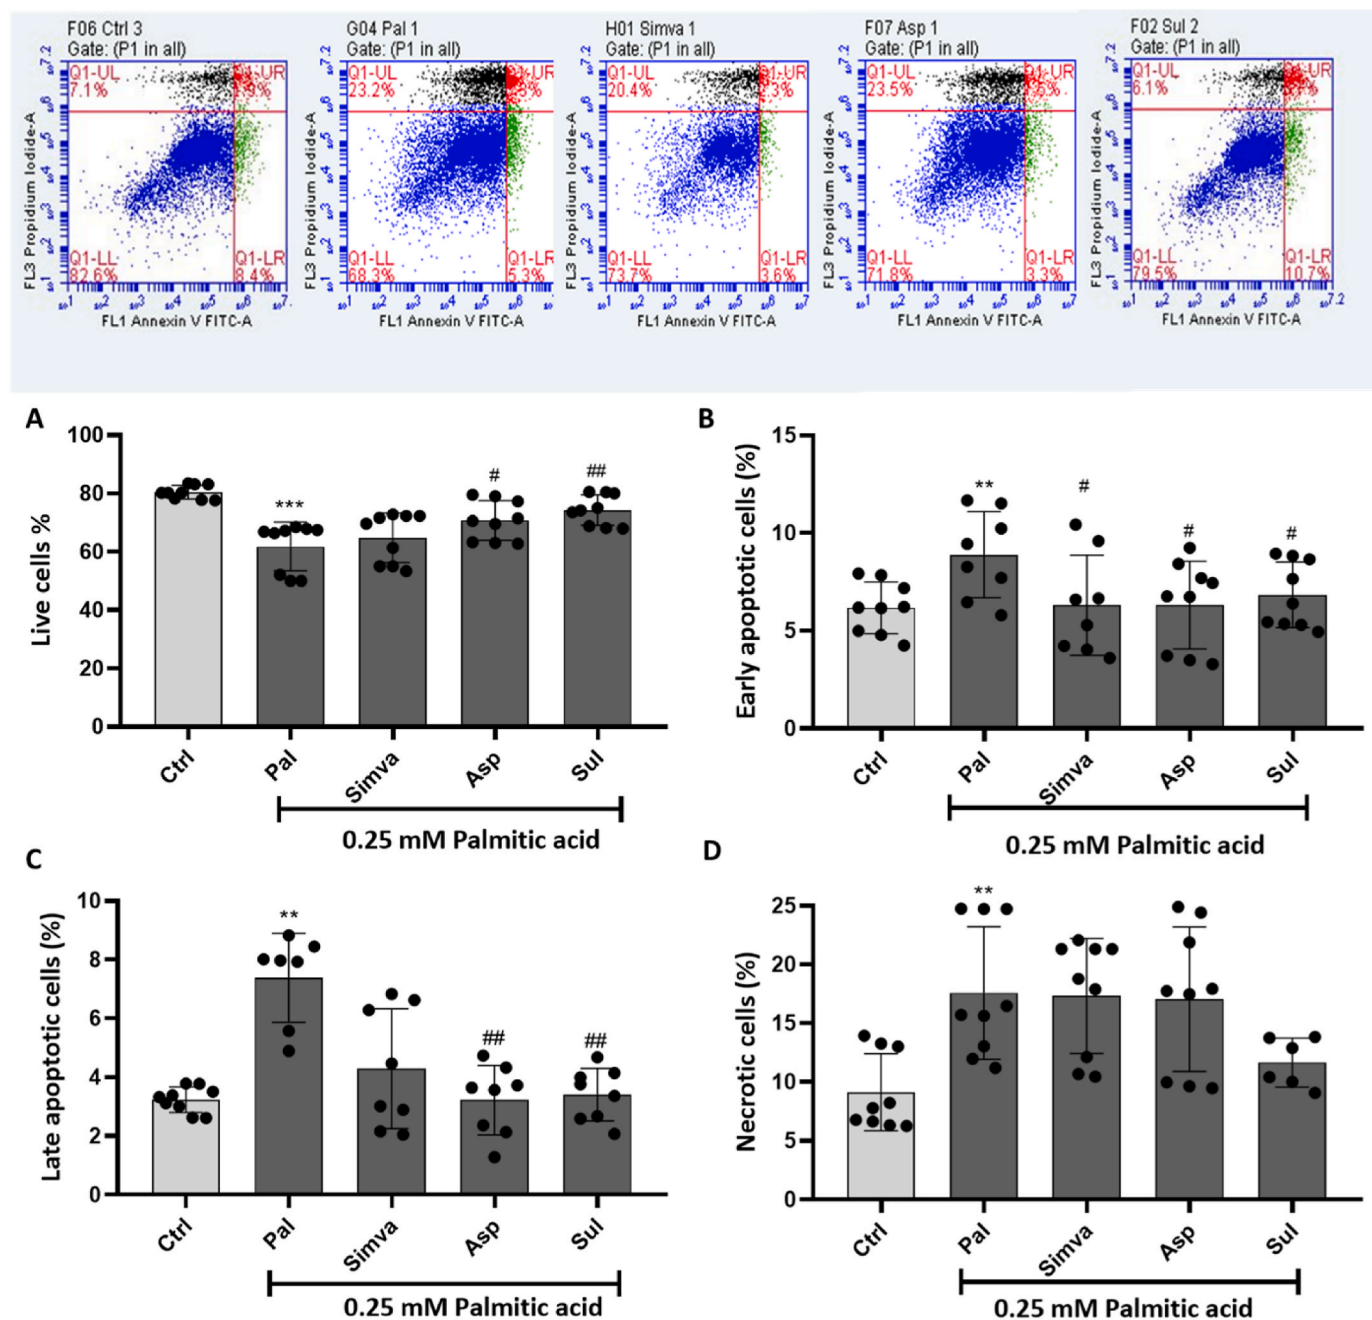 F06 Ctrl 3
Gate: (P1 in all)
Q1-UL
7.1%
Q1-LL
82.6%
Q1-LR
8.4%
FL3 Propidium Iodide-A
FL1 Annexin V FITC-A
G04 Pal 1
Gate: (P1 in all)
Q1-UL
23.2%
Q1-LL
68.3%
Q1-LR
5.3%
FL3 Propidium Iodide-A
FL1 Annexin V FITC-A
H01 Simva 1
Gate: (P1 in all)
Q1-UL
20.4%
Q1-LL
73.7%
Q1-LR
3.6%
FL3 Propidium Iodide-A
FL1 Annexin V FITC-A
F07 Asp 1
Gate: (P1 in all)
Q1-UL
23.5%
Q1-LL
71.8%
Q1-LR
3.3%
FL3 Propidium Iodide-A
FL1 Annexin V FITC-A
F02 Sul 2
Gate: (P1 in all)
Q1-UL
6.1%
Q1-LL
79.5%
Q1-LR
10.7%
FL3 Propidium Iodide-A
FL1 Annexin V FITC-A
A
Live cells %
100
80
60
40
20
0
***
#
##
Ctrl
Pal
Simva
Asp
Sul
0.25 mM Palmitic acid
B
Early apoptotic cells (%)
15
10
5
0
**
#
#
#
Ctrl
Pal
Simva
Asp
Sul
0.25 mM Palmitic acid
C
Late apoptotic cells (%)
10
8
6
4
2
0
**
##
##
Ctrl
Pal
Simva
Asp
Sul
0.25 mM Palmitic acid
D
Necrotic cells (%)
25
20
15
10
5
0
**
Ctrl
Pal
Simva
Asp
Sul
0.25 mM Palmitic acid